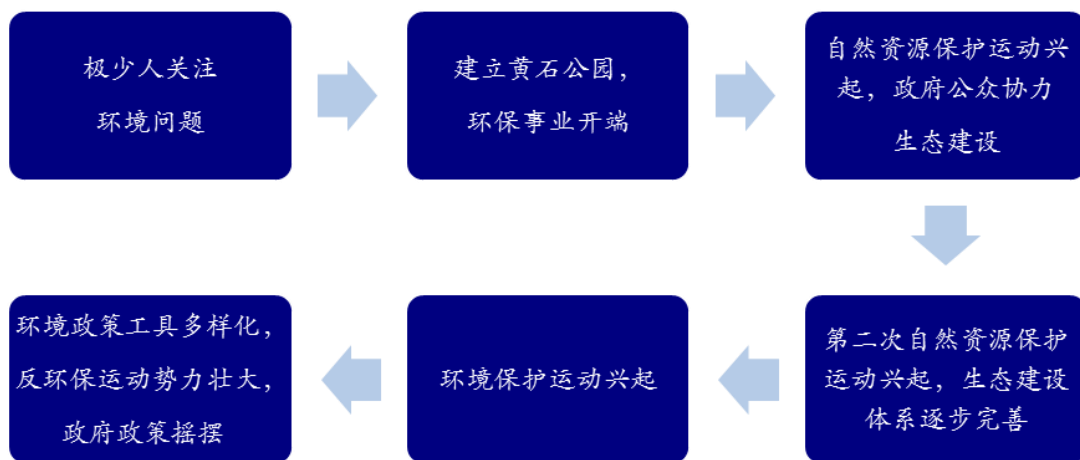 极少人关注
环境问题
建立黄石公园，
环保事业开端
自然资源保护运动兴
起，政府公众协力
生态建设
第二次自然资源保护
运动兴起，生态建设
体系逐步完善
环境保护运动兴起
环境政策工具多样化，
反环保运动势力壮大，
政府政策摇摆